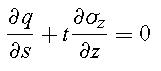 ∂q/∂s + t ∂σ_z/∂z = 0